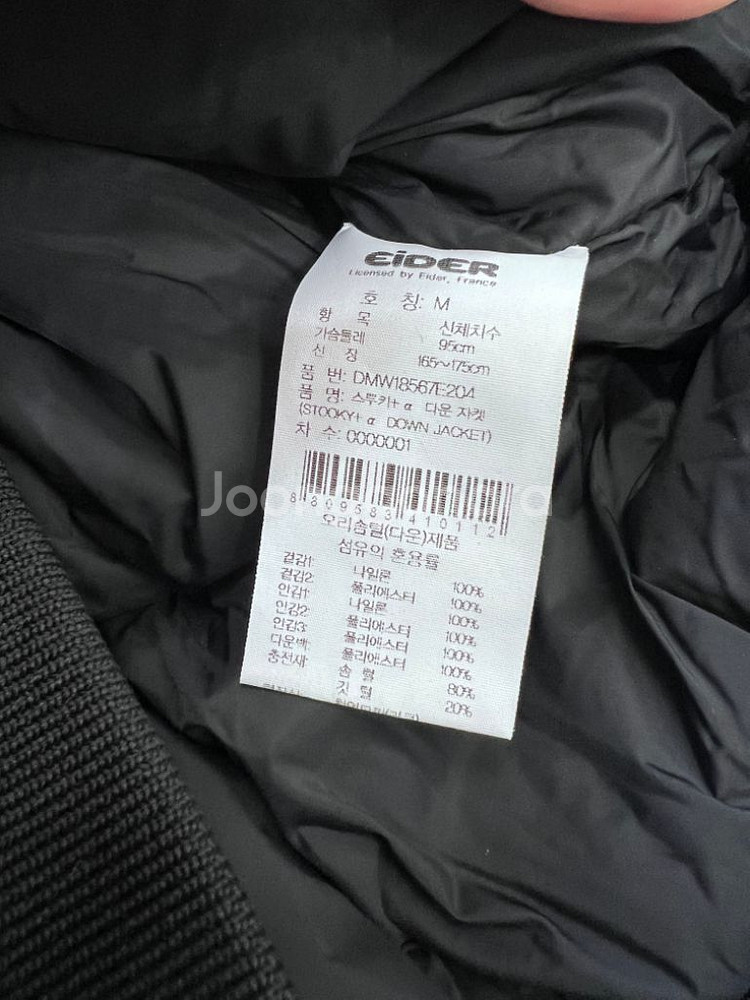 EiDER
Licensed by Eider, France
호 칭: M
항 목 신체치수
가슴둘레 95cm
신 장 165~175cm
품 번: DMW18567E204
품 명: 스투키+α 다운 자켓
(STOOKY+ α DOWN JACKET)
차 수: 0000001
8 809583 410112
오리솜털(다운)제품
섬유의 혼용률
겉감1: 나일론 100%
겉감2: 폴리에스터 100%
안감1: 나일론 100%
안감2: 폴리에스터 100%
안감3: 폴리에스터 100%
다운백: 폴리에스터 100%
충전재: 솜 털 80%
깃 털 20%